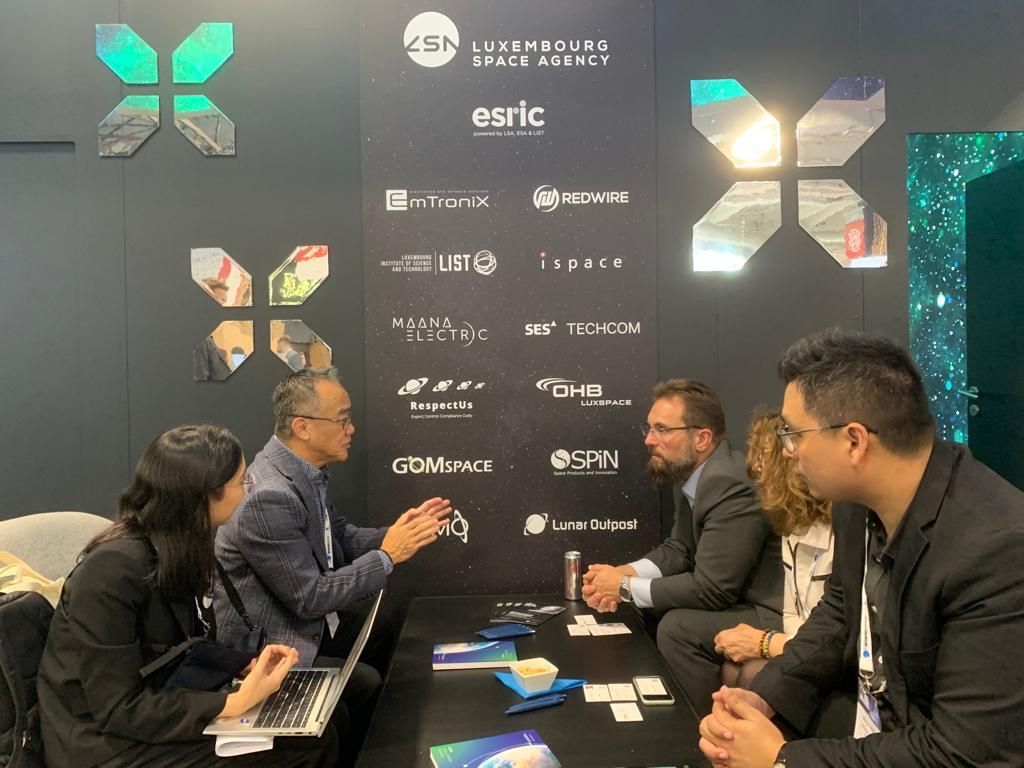 LSA
LUXEMBOURG
SPACE AGENCY
esric
powered by LSA, ESA & LIST
EmTroniX
REDWIRE
LUXEMBOURG
INSTITUTE OF SCIENCE
AND TECHNOLOGY
LIST
ispace
MAANA
ELECTRIC
SES TECHCOM
RespectUs
Export Control Compliance Daily
OHB
LUXSPACE
GOMSPACE
SPiN
Space Products and Innovation
Lunar Outpost